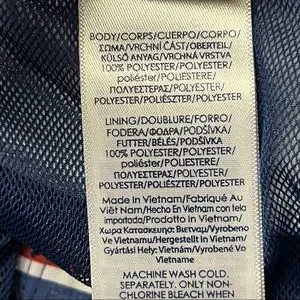 BODY/CORPS/CUERPO/CORPO/
ΣΩΜΑ/VRCHNÍ ČÁST/OBERTEIL/
KÜLSŐ ANYAG/VRCHNÁ VRSTVA
100% POLYESTER/POLYESTER/
poliéster/POLIESTERE/
ΠΟΛΥΕΣΤΕΡΑΣ/POLYESTER/
POLYESTER/POLIÉSZTER/POLYESTER
LINING/DOUBLURE/FORRO/
FODERA/ΦΟΔΡΑ/PODŠÍVKA/
FUTTER/BÉLÉS/PODŠÍVKA
100% POLYESTER/POLYESTER/
poliéster/POLIESTERE/
ΠΟΛΥΕΣΤΕΡΑΣ/POLYESTER/
POLYESTER/POLIÉSZTER/POLYESTER
Made In Vietnam/Fabriqué Au
Viêt Nam/Hecho En Vietnam con tela
importada/Prodotto In Vietnam/
Χωρα Κατασκευησ: Βιετναμ/Vyrobeno
Ve Vietnamu/Hergestellt in Vietnam/
Gyártási Hely: Vietnám/Vyrobené Vo
Vietname
MACHINE WASH COLD.
SEPARATELY. ONLY NON-
CHLORINE BLEACH WHEN